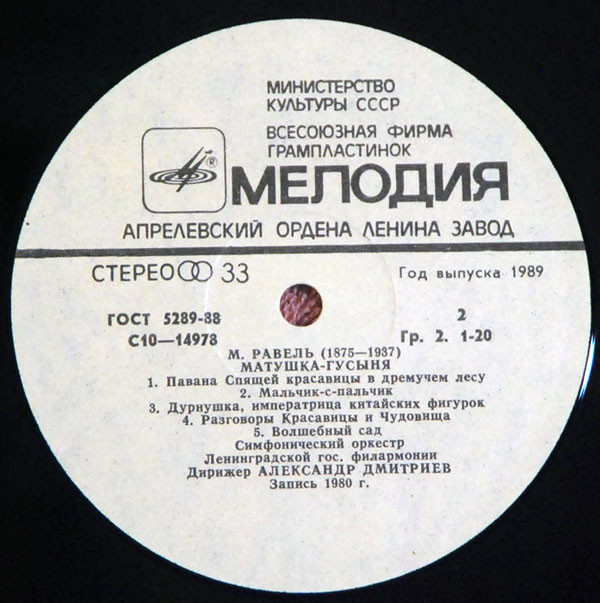 МИНИСТЕРСТВО
КУЛЬТУРЫ СССР
ВСЕСОЮЗНАЯ ФИРМА
ГРАМПЛАСТИНОК
®
МЕЛОДИЯ
АПРЕЛЕВСКИЙ ОРДЕНА ЛЕНИНА ЗАВОД
СТЕРЕО 33
Год выпуска 1989
ГОСТ 5289-88
2
С10—14978
Гр. 2. 1-20
М. РАВЕЛЬ (1875—1937)
МАТУШКА-ГУСЫНЯ
1. Павана Спящей красавицы в дремучем лесу
2. Мальчик-с-пальчик
3. Дурнушка, императрица китайских фигурок
4. Разговоры Красавицы и Чудовища
5. Волшебный сад
Симфонический оркестр
Ленинградской гос. филармонии
Дирижер АЛЕКСАНДР ДМИТРИЕВ
Запись 1980 г.